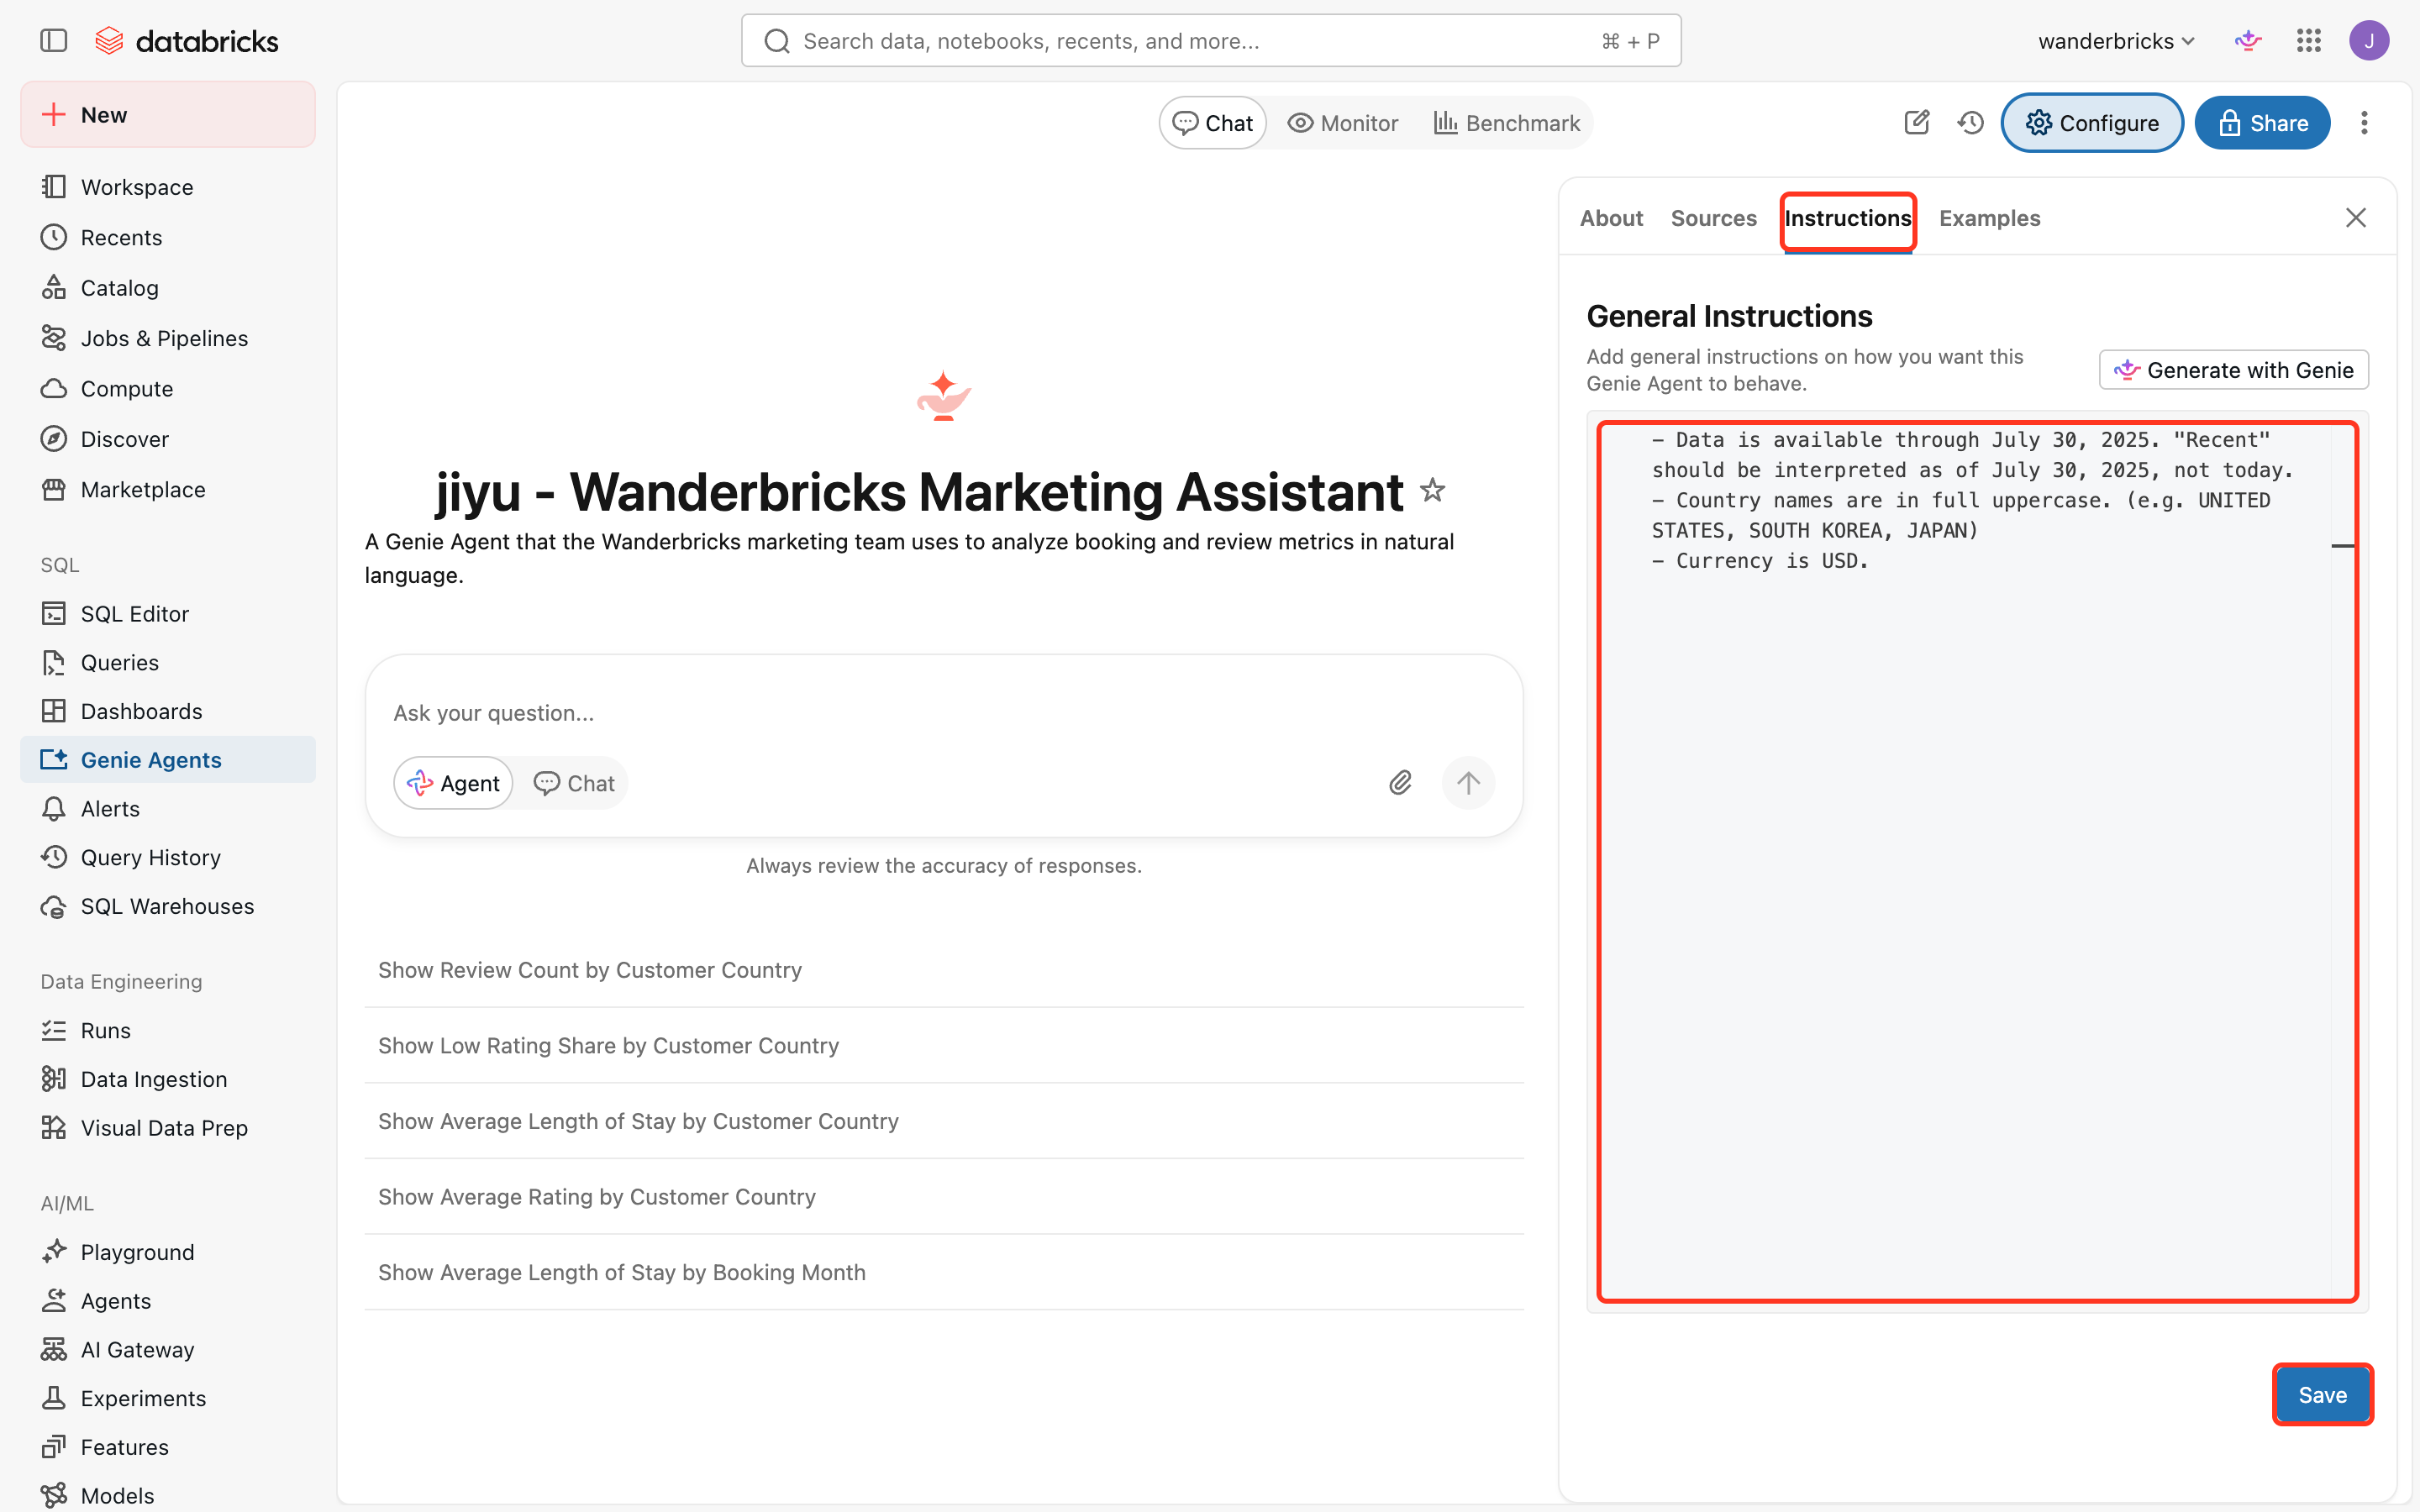 databricks
Search data, notebooks, recents, and more...
⌘ + P
wanderbricks
J
New
Workspace
Recents
Catalog
Jobs & Pipelines
Compute
Discover
Marketplace
SQL
SQL Editor
Queries
Dashboards
Genie Agents
Alerts
Query History
SQL Warehouses
Data Engineering
Runs
Data Ingestion
Visual Data Prep
AI/ML
Playground
Agents
AI Gateway
Experiments
Features
Models
Chat
Monitor
Benchmark
Configure
Share
jiyu - Wanderbricks Marketing Assistant
A Genie Agent that the Wanderbricks marketing team uses to analyze booking and review metrics in natural
language.
Ask your question...
Agent
Chat
Always review the accuracy of responses.
Show Review Count by Customer Country
Show Low Rating Share by Customer Country
Show Average Length of Stay by Customer Country
Show Average Rating by Customer Country
Show Average Length of Stay by Booking Month
About
Sources
Instructions
Examples
General Instructions
Add general instructions on how you want this
Genie Agent to behave.
Generate with Genie
- Data is available through July 30, 2025. "Recent"
should be interpreted as of July 30, 2025, not today.
- Country names are in full uppercase. (e.g. UNITED
STATES, SOUTH KOREA, JAPAN)
- Currency is USD.
Save